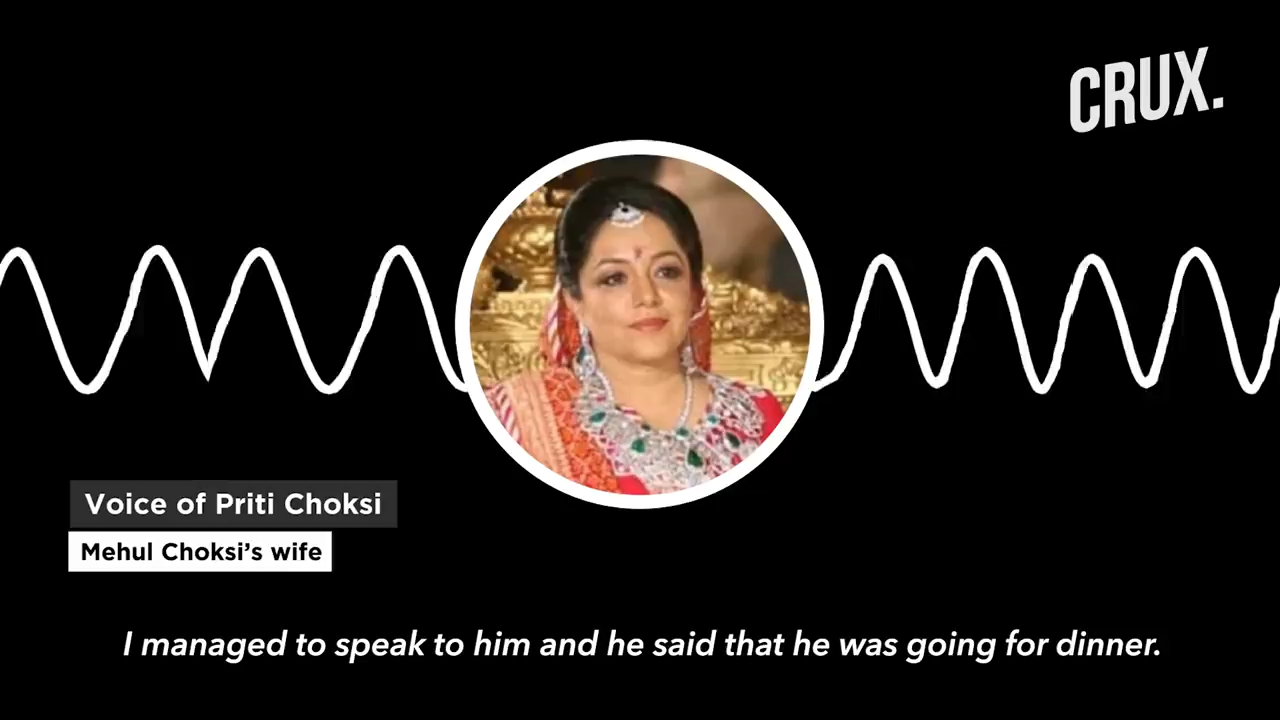 CRUX.
Voice of Priti Choksi
Mehul Choksi’s wife
I managed to speak to him and he said that he was going for dinner.